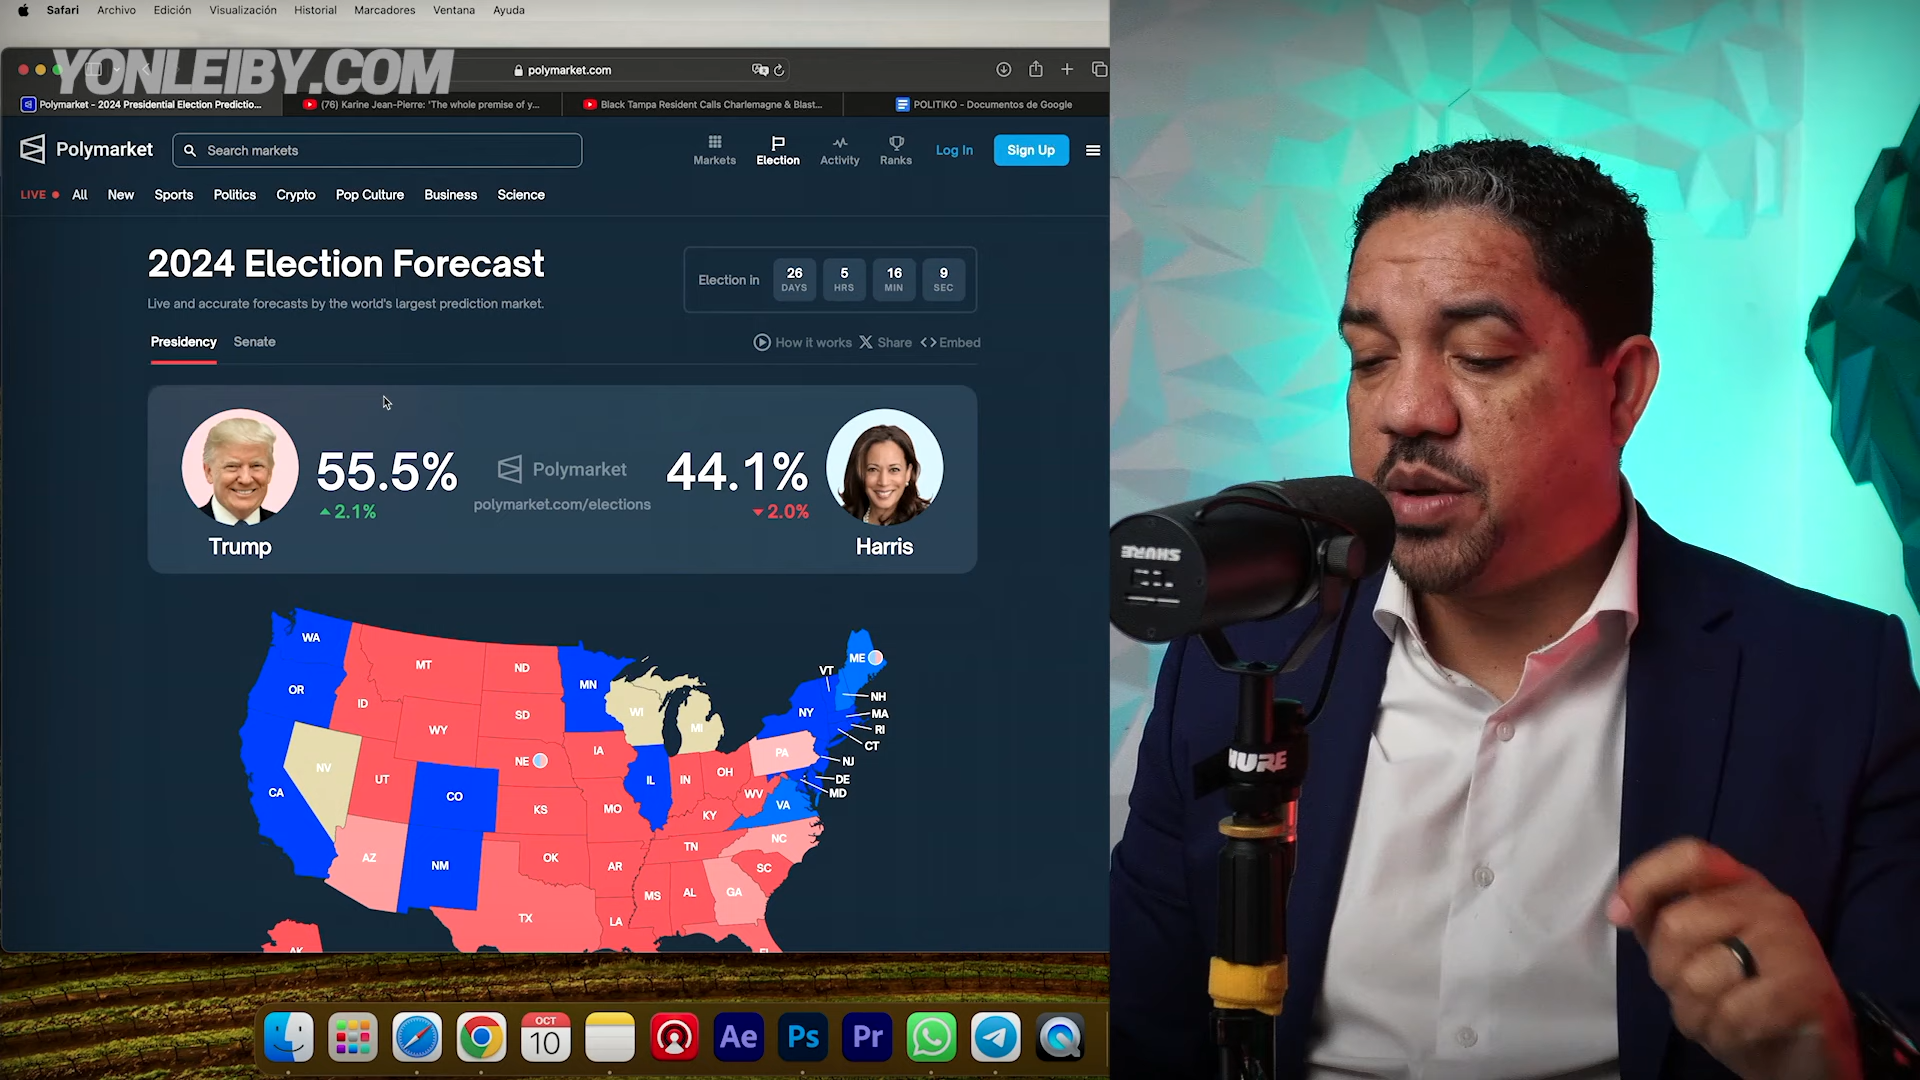 Safari Archivo Edición Visualización Historial Marcadores Ventana Ayuda
YONLEIBY.COM
polymarket.com
Polymarket - 2024 Presidential Election Predictio...
(76) Karine Jean-Pierre: 'The whole premise of y...
Black Tampa Resident Calls Charlemagne & Blast...
POLITIKO - Documentos de Google
Polymarket
Search markets
Markets Election Activity Ranks
Log In
Sign Up
LIVE All New Sports Politics Crypto Pop Culture Business Science
2024 Election Forecast
Live and accurate forecasts by the world's largest prediction market.
Election in 26 5 16 9
DAYS HRS MIN SEC
Presidency Senate
How it works Share Embed
55.5%
2.1%
Trump
Polymarket
polymarket.com/elections
44.1%
2.0%
Harris
WA
MT
ND
MN
ME
VT
OR
ID
SD
WI
MI
NY
NH
MA
RI
CT
WY
NE
IA
PA
NJ
NV
UT
CO
KS
MO
IL
IN
OH
WV
VA
DE
MD
CA
KY
NC
AZ
NM
OK
AR
TN
SC
MS
AL
GA
TX
LA
AK
FL
OCT
10
Ae
Ps
Pr
SHURE
SHURE